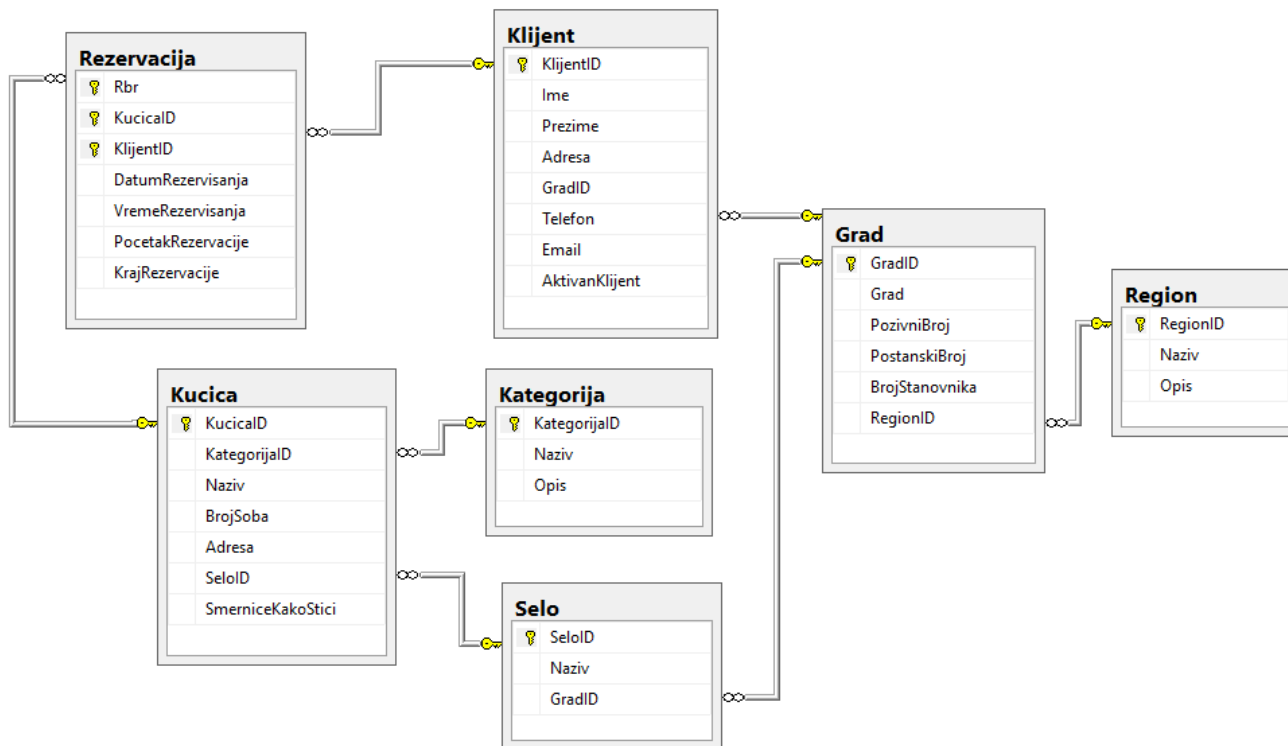 Rezervacija
Rbr
KucicaID
KlijentID
DatumRezervisanja
VremeRezervisanja
PocetakRezervacije
KrajRezervacije
Klijent
KlijentID
Ime
Prezime
Adresa
GradID
Telefon
Email
AktivanKlijent
Grad
GradID
Grad
PozivniBroj
PostanskiBroj
BrojStanovnika
RegionID
Region
RegionID
Naziv
Opis
Kucica
KucicaID
KategorijaID
Naziv
BrojSoba
Adresa
SeloID
SmerniceKakoStici
Kategorija
KategorijaID
Naziv
Opis
Selo
SeloID
Naziv
GradID